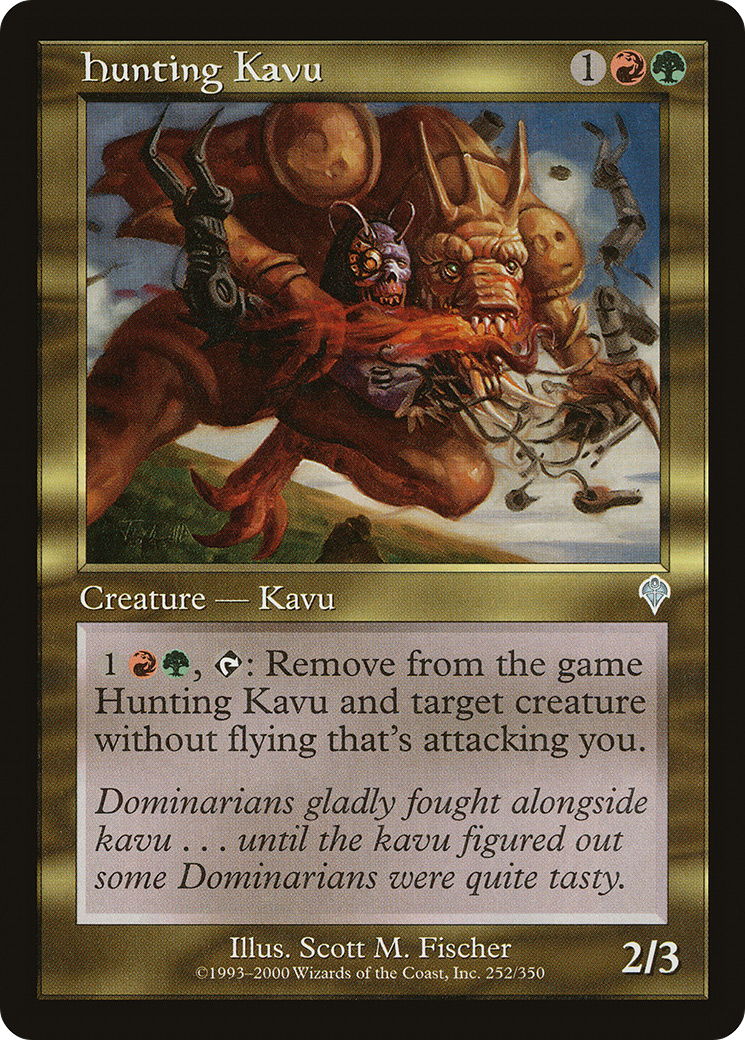 Hunting Kavu 1
Creature — Kavu
1 , : Remove from the game
Hunting Kavu and target creature
without flying that's attacking you.
Dominarians gladly fought alongside
kavu . . . until the kavu figured out
some Dominarians were quite tasty.
Illus. Scott M. Fischer
©1993–2000 Wizards of the Coast, Inc. 252/350
2/3